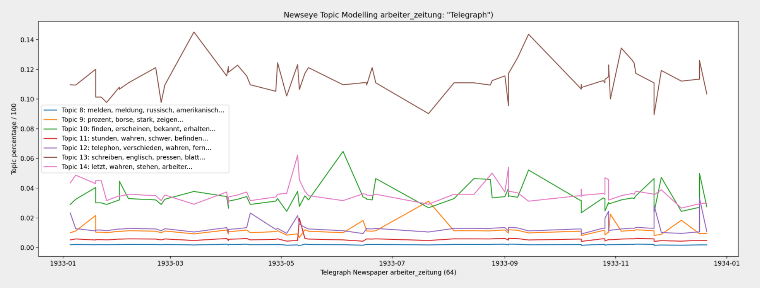 Newseye Topic Modelling arbeiter_zeitung: "Telegraph")
Topic percentage / 100
0.14
0.12
0.10
0.08
0.06
0.04
0.02
0.00
Topic 8: melden, meldung, russisch, amerikanisch...
Topic 9: prozent, borse, stark, zeigen...
Topic 10: finden, erscheinen, bekannt, erhalten...
Topic 11: stunden, wahren, schwer, befinden...
Topic 12: telephon, verschieden, wahren, fern...
Topic 13: schreiben, englisch, pressen, blatt...
Topic 14: letzt, wahren, stehen, arbeiter...
1933-01
1933-03
1933-05
1933-07
1933-09
1933-11
1934-01
Telegraph Newspaper arbeiter_zeitung (64)